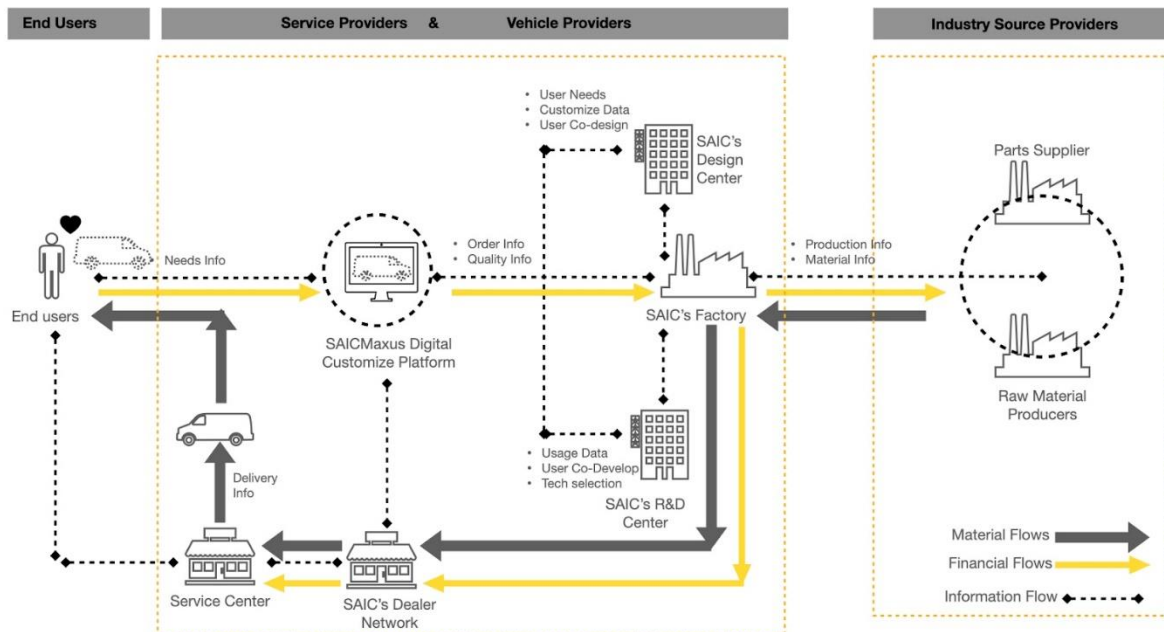 End Users
Service Providers & Vehicle Providers
Industry Source Providers
• User Needs
• Customize Data
• User Co-design
SAIC's
Design
Center
Parts Supplier
Needs Info
• Order Info
• Quality Info
• Production Info
• Material Info
End users
SAICMaxus Digital
Customize Platform
SAIC's Factory
Raw Material
Producers
Delivery
Info
• Usage Data
• User Co-Develop
• Tech selection
SAIC's R&D
Center
Service Center
SAIC's Dealer
Network
Material Flows
Financial Flows
Information Flow